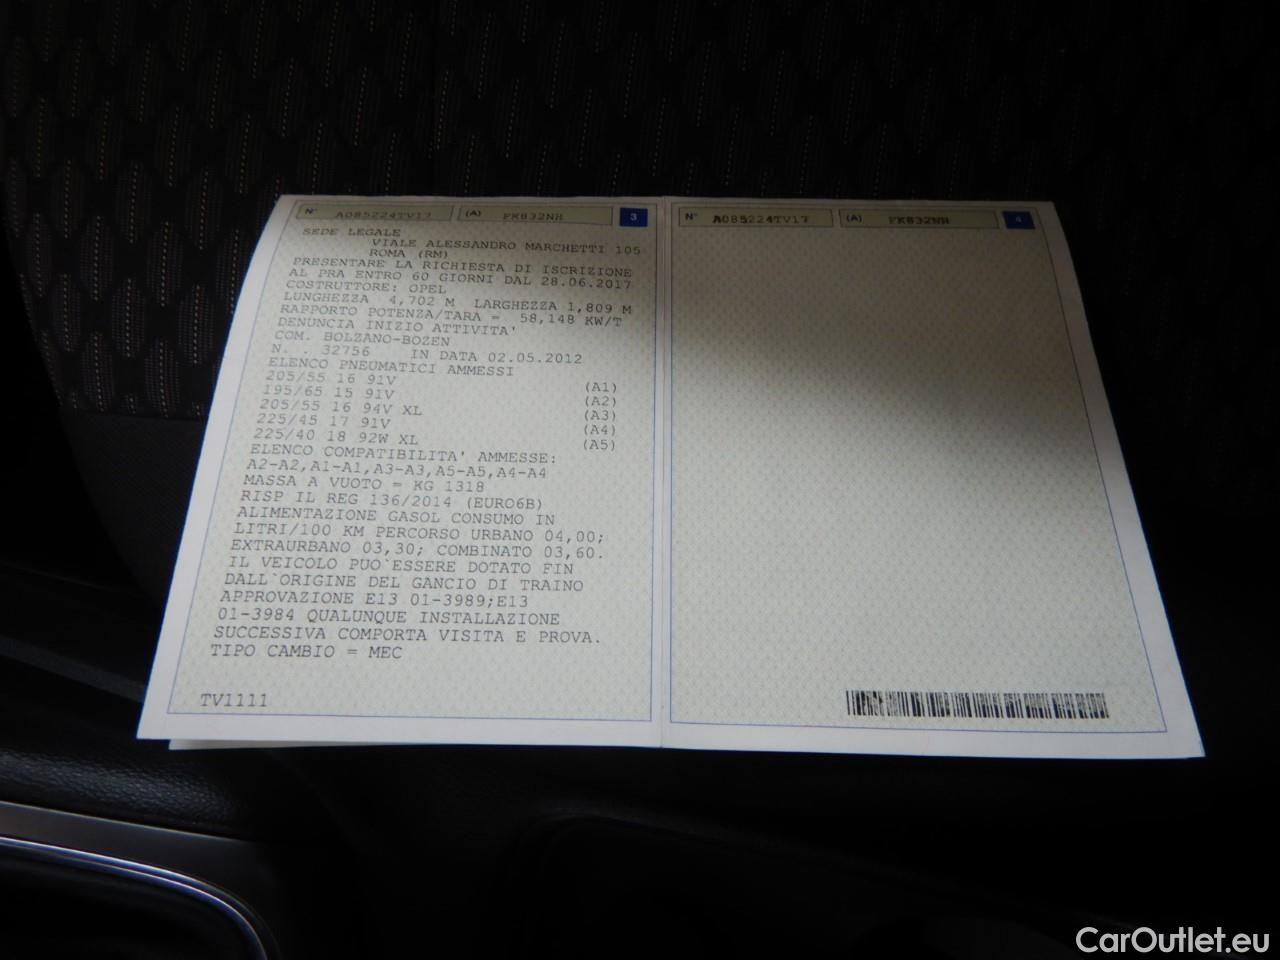 N° A085224TV17 (A) FK832NH 3
SEDE LEGALE
VIALE ALESSANDRO MARCHETTI 105
ROMA (RM)
PRESENTARE LA RICHIESTA DI ISCRIZIONE
AL PRA ENTRO 60 GIORNI DAL 28.06.2017
COSTRUTTORE: OPEL
LUNGHEZZA 4,702 M LARGHEZZA 1,809 M
RAPPORTO POTENZA/TARA = 58,148 KW/T
DENUNCIA INIZIO ATTIVITA'
COM. BOLZANO-BOZEN
N. . 32756 IN DATA 02.05.2012
ELENCO PNEUMATICI AMMESSI
205/55 16 91V (A1)
195/65 15 91V (A2)
205/55 16 94V XL (A3)
225/45 17 91V (A4)
225/40 18 92W XL (A5)
ELENCO COMPATIBILITA' AMMESSE:
A2-A2,A1-A1,A3-A3,A5-A5,A4-A4
MASSA A VUOTO = KG 1318
RISP IL REG 136/2014 (EURO6B)
ALIMENTAZIONE GASOL CONSUMO IN
LITRI/100 KM PERCORSO URBANO 04,00;
EXTRAURBANO 03,30; COMBINATO 03,60.
IL VEICOLO PUO`ESSERE DOTATO FIN
DALL`ORIGINE DEL GANCIO DI TRAINO
APPROVAZIONE E13 01-3989;E13
01-3984 QUALUNQUE INSTALLAZIONE
SUCCESSIVA COMPORTA VISITA E PROVA.
TIPO CAMBIO = MEC
TV1111
N° A085224TV17 (A) FK832NH 4
CarOutlet.eu